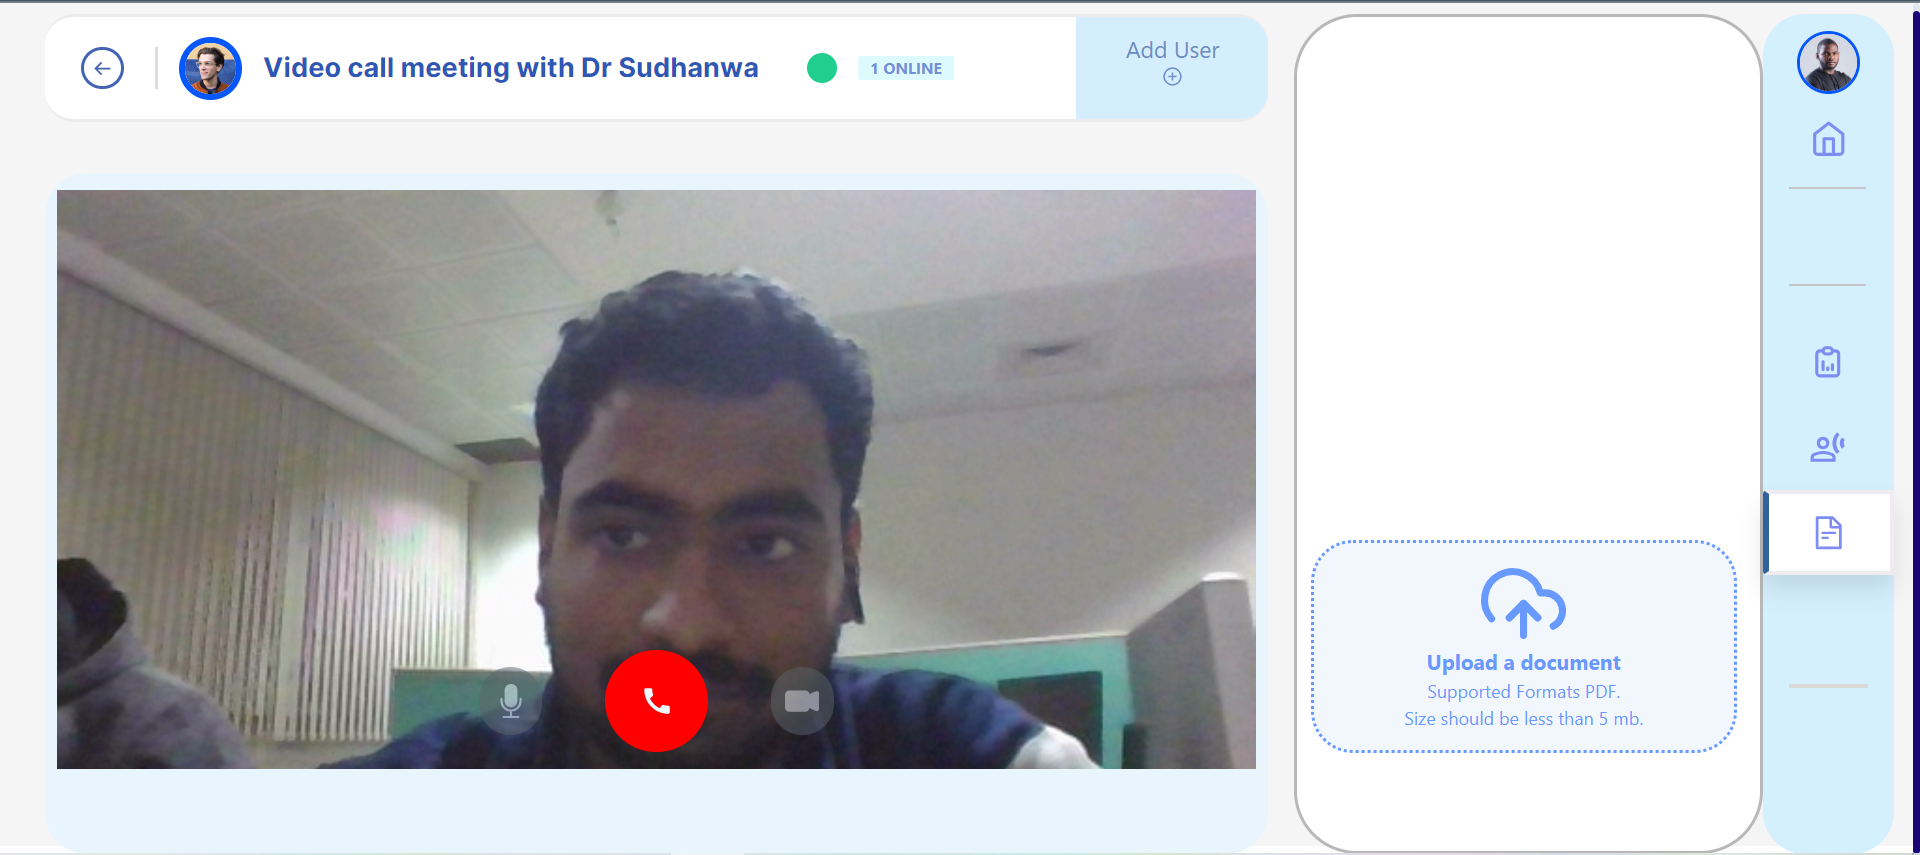 Video call meeting with Dr Sudhanwa
1 ONLINE
Add User
Upload a document
Supported Formats PDF.
Size should be less than 5 mb.